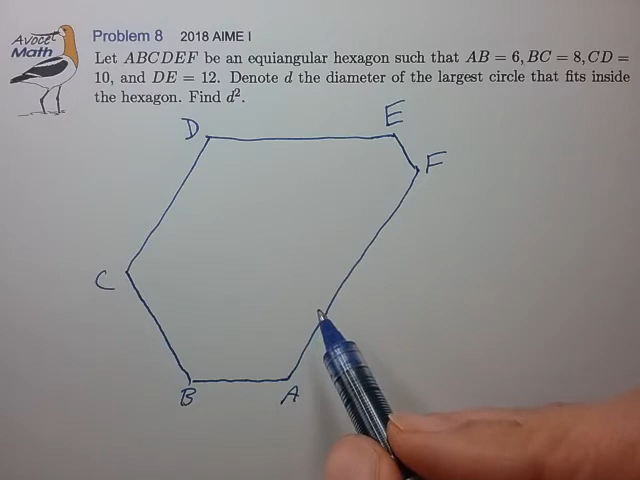 Avocet
Math
Problem 8 2018 AIME I
Let ABCDEF be an equiangular hexagon such that AB = 6, BC = 8, CD =
10, and DE = 12. Denote d the diameter of the largest circle that fits inside
the hexagon. Find d².
D
E
F
C
B
A